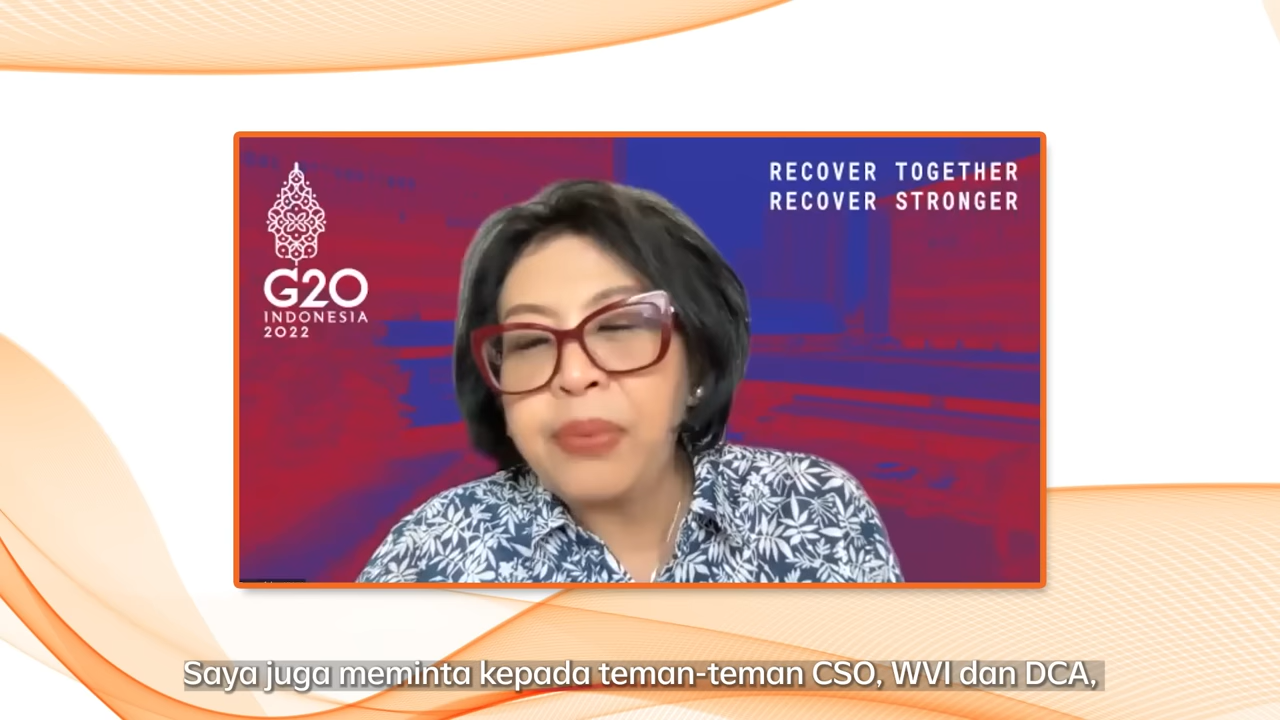 RECOVER TOGETHER
RECOVER STRONGER
G20
INDONESIA
2022
Saya juga meminta kepada teman-teman CSO, WVI dan DCA,